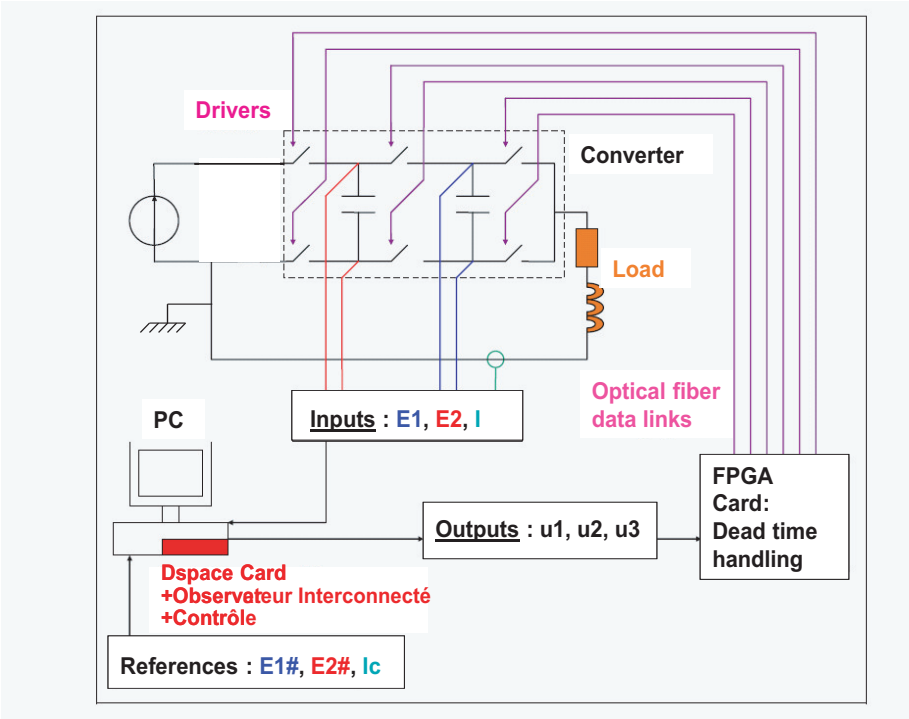 Drivers
Converter
Load
Optical fiber
data links
PC
Inputs : E1, E2, I
FPGA
Card:
Dead time
handling
Outputs : u1, u2, u3
Dspace Card
+Observateur Interconnecté
+Contrôle
References : E1#, E2#, Ic